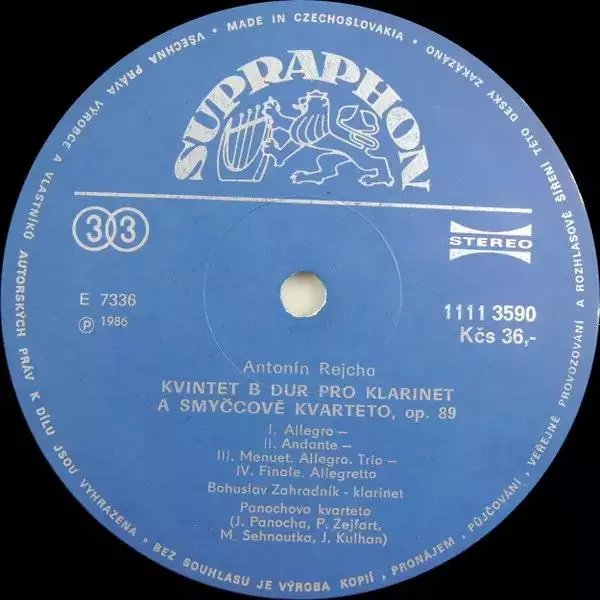 • MADE IN CZECHOSLOVAKIA •
VŠECHNA PRÁVA VÝROBCE A VLASTNÍKŮ AUTORSKÝCH PRÁV K DÍLU JSOU VYHRAZENA • BEZ SOUHLASU JE VÝROBA KOPIÍ, PRONÁJEM, PŮJČOVÁNÍ, VEŘEJNÉ PROVOZOVÁNÍ A ROZHLASOVÉ ŠÍŘENÍ TÉTO DESKY ZAKÁZÁNO
SUPRAPHON
33
STEREO
E 7336
℗ 1986
1111 3590
Kčs 36,-
Antonín Rejcha
KVINTET B DUR PRO KLARINET
A SMYČCOVÉ KVARTETO, op. 89
I. Allegro –
II. Andante –
III. Menuet. Allegro. Trio –
IV. Finale. Allegretto
Bohuslav Zahradník - klarinet
Panochovo kvarteto
(J. Panocha, P. Zejfart,
M. Sehnoutka, J. Kulhan)